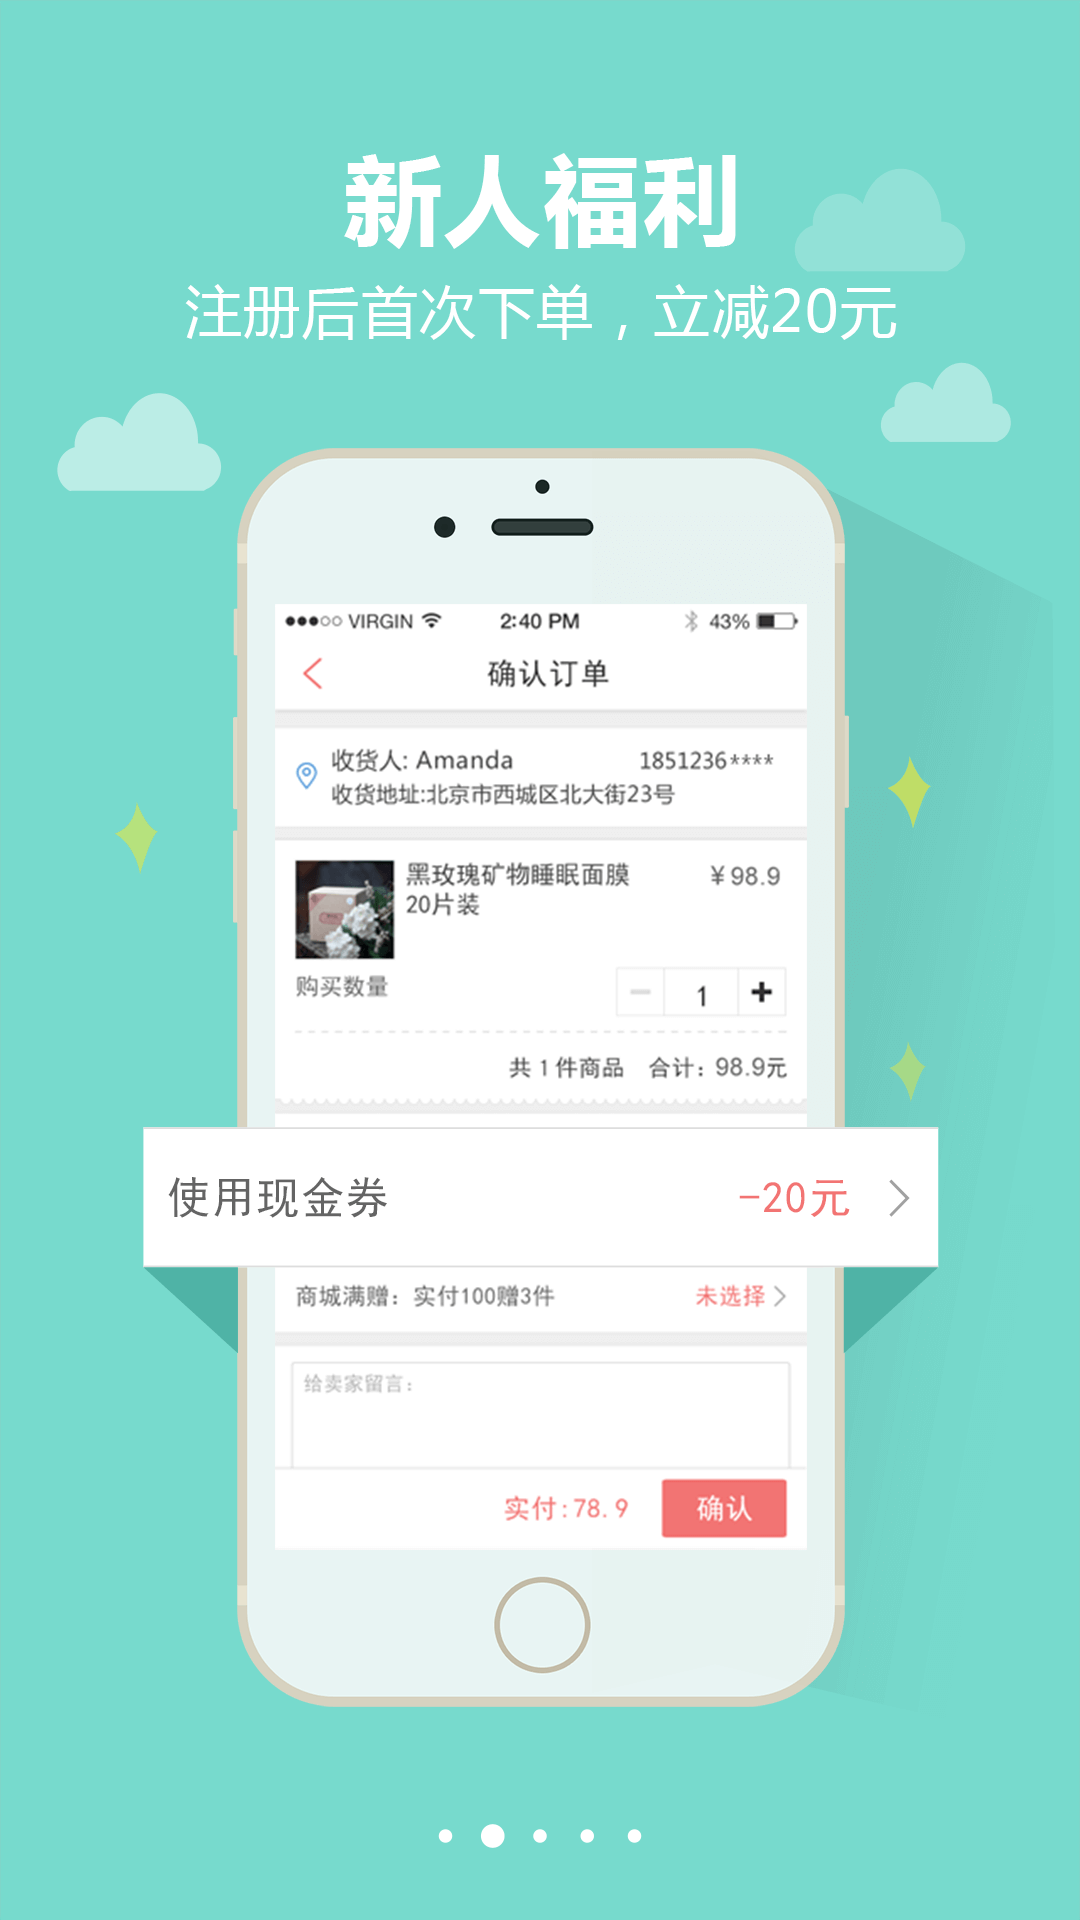 新人福利
注册后首次下单，立减20元
VIRGIN 2:40 PM 43%
确认订单
收货人: Amanda 1851236****
收货地址:北京市西城区北大街23号
黑玫瑰矿物睡眠面膜 ¥98.9
20片装
购买数量 1
共1件商品 合计：98.9元
使用现金券 -20元
商城满赠：实付100赠3件 未选择
给卖家留言：
实付:78.9 确认